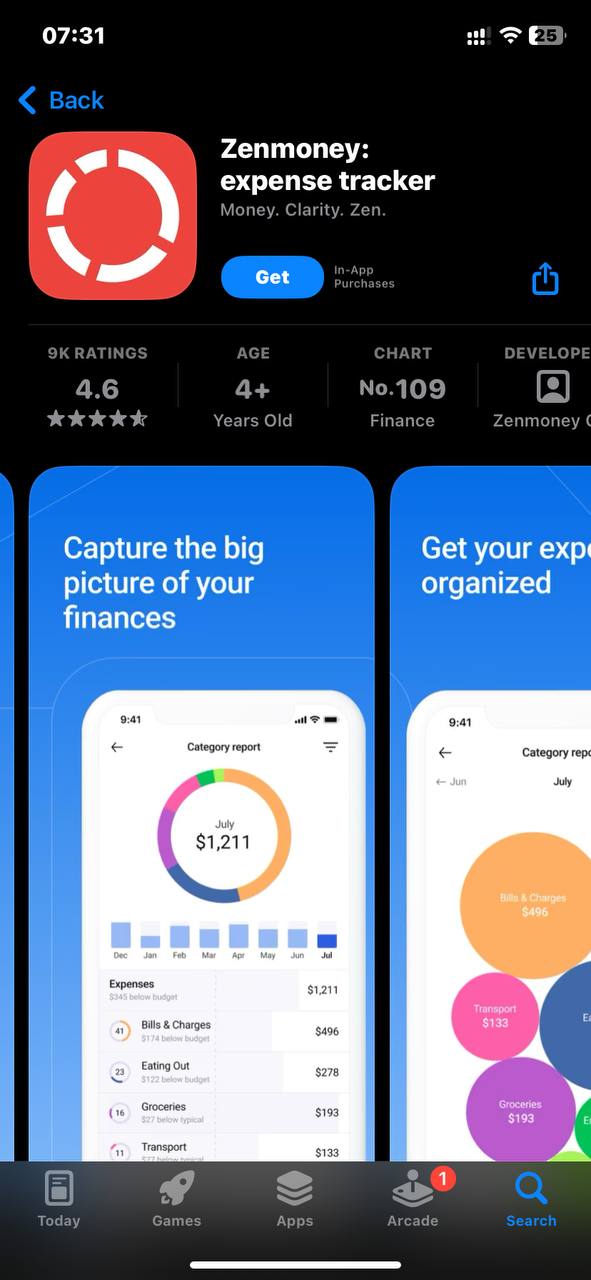 07:31
25
Back
Zenmoney:
expense tracker
Money. Clarity. Zen.
Get
In-App
Purchases
9K RATINGS
AGE
CHART
DEVELOPE
4.6
4+
No.109
Years Old
Finance
Zenmoney
Capture the big
picture of your
finances
Get your expe
organized
9:41
Category report
July
$1,211
Dec Jan Feb Mar Apr May Jun Jul
Expenses
$345 below budget
$1,211
41
Bills & Charges
$174 below budget
$496
23
Eating Out
$122 below budget
$278
16
Groceries
$27 below typical
$193
11
Transport
$77 below typical
$133
9:41
Category repo
← Jun
July
Bills & Charges
$496
Transport
$133
Ea
Groceries
$193
Today
Games
Apps
Arcade
1
Search